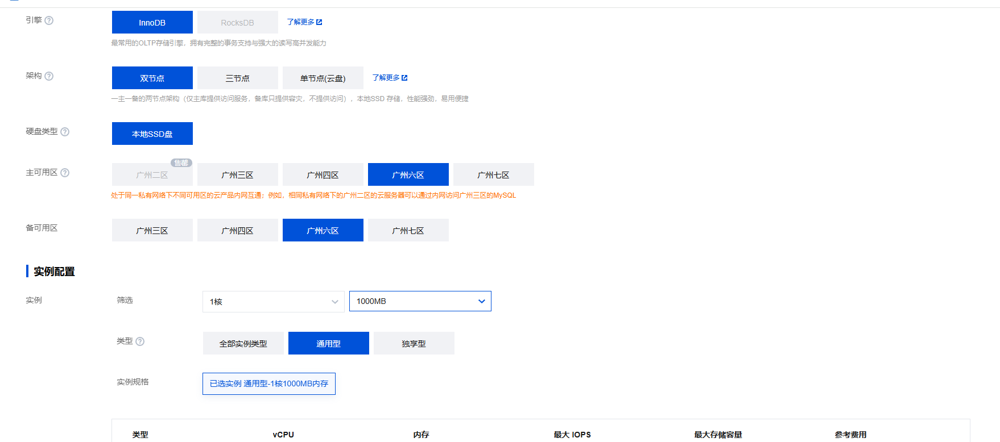 引擎
InnoDB RocksDB 了解更多
最常用的OLTP存储引擎，拥有完整的事务支持与强大的读写高并发能力
架构
双节点 三节点 单节点(云盘) 了解更多
一主一备的两节点架构（仅主库提供访问服务，备库只提供容灾，不提供访问），本地SSD 存储，性能强劲，易用便捷
硬盘类型
本地SSD盘
售罄
主可用区
广州二区 广州三区 广州四区 广州六区 广州七区
处于同一私有网络下不同可用区的云产品内网互通；例如，相同私有网络下的广州二区的云服务器可以通过内网访问广州三区的MySQL
备可用区
广州三区 广州四区 广州六区 广州七区
实例配置
实例 筛选 1核 1000MB
类型 全部实例类型 通用型 独享型
实例规格 已选实例 通用型-1核1000MB内存
类型 vCPU 内存 最大 IOPS 最大存储容量 参考费用